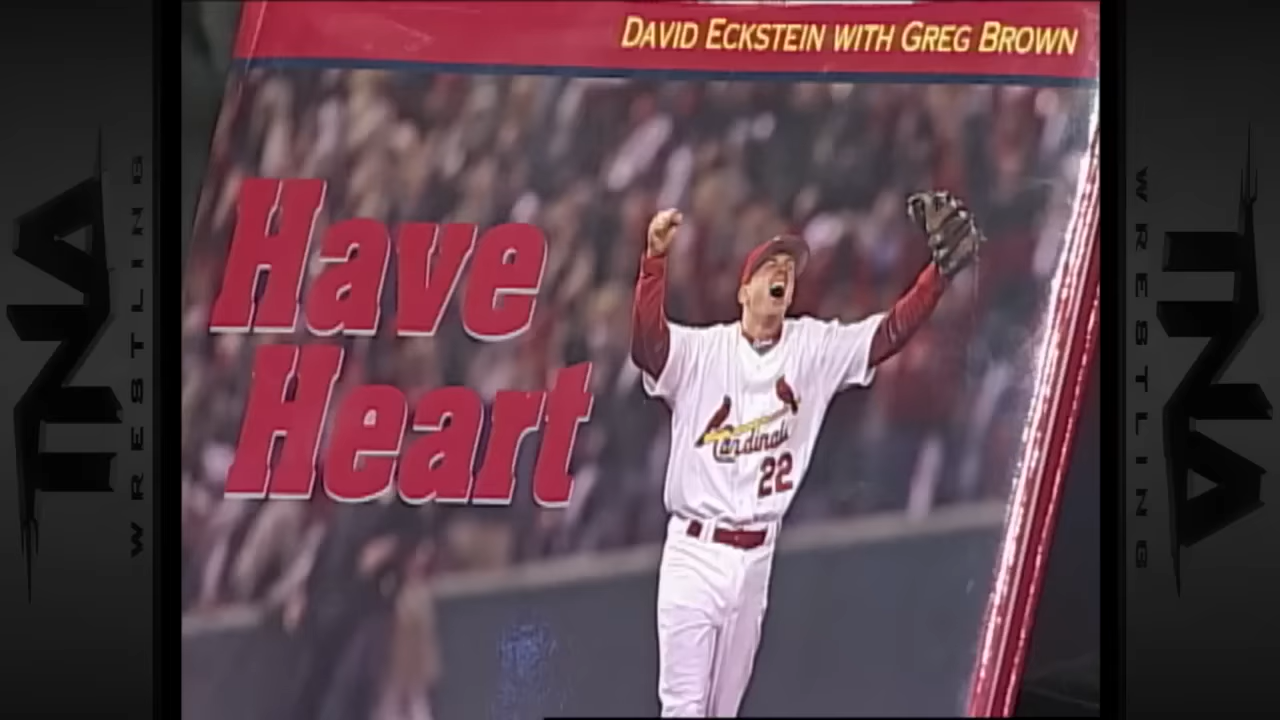 DAVID ECKSTEIN WITH GREG BROWN
Have
Heart
Cardinals
22
TNA
WRESTLING
TNA
WRESTLING